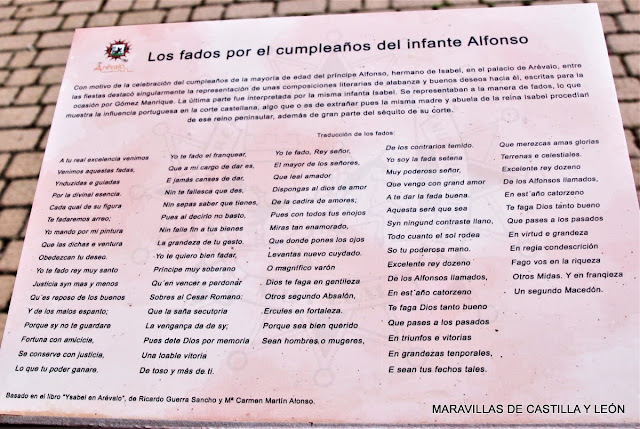 Arévalo
Los fados por el cumpleaños del infante Alfonso
Con motivo de la celebración del cumpleaños de la mayoría de edad del príncipe Alfonso, hermano de Isabel, en el palacio de Arévalo, entre
las fiestas destacó singularmente la representación de unas composiciones literarias de alabanza y buenos deseos hacia él, escritas para la
ocasión por Gómez Manrique. La última parte fue interpretada por la misma infanta Isabel. Se representaban a la manera de fados, lo que
muestra la influencia portuguesa en la corte castellana, algo que o es de extrañar pues la misma madre y abuela de la reina Isabel procedían
de ese reino peninsular, además de gran parte del séquito de su corte.
Traducción de los fados:
A tu real excelencia venimos
Venimos aquestas fadas,
Ynduzidas e guiadas
Por la divinal esencia.
Cada qual de su figura
Te fadaremos arreo;
Yo mando por mi pintura
Que las dichas e ventura
Obedezcan tu deseo.
Yo te fado rey muy santo
Justicia syn mas y menos
Qu'es reposo de los buenos
Y de los malos espanto;
Porque sy no te guardare
Fortuna con amicicia,
Se conserve con justicia,
Lo que tu poder ganare.
Yo te fado el franquear,
Que a mi cargo de dar es,
E jamás canses de dar,
Nin te fallesca que des,
Nin sepas saber que tienes,
Pues al decirlo no basto,
Nin falle fin a tus bienes
La grandeza de tu gesto.
Yo te quiero bien fadar,
Príncipe muy soberano
Qu'en vencer e perdonar
Sobres al Cesar Romano:
Que la saña secutoria
La vengança da de sy;
Pues dete Dios por memoria
Una loable vitoria
De toso y más de ti.
Yo te fado, Rey señor,
El mayor de los señores,
Que leal amador
Dispongas al dios de amor
De la cadira de amores;
Pues con todos tus enojos
Miras tan enamorado,
Que donde pones los ojos
Levantas nuevo cuydado.
O magnífico varón
Dios te faga en gentileza
Otros segundo Absalón,
Ercules en fortaleza.
Porque sea bien querido
Sean hombres o mugeres,
De los contrarios temido.
Yo soy la fada setena
Muy poderoso señor,
Que vengo con grand amor
A te dar la fada buena.
Aquesta será que sea
Syn ningund contraste llano,
Todo cuanto el sol rodea
So tu poderosa mano.
Excelente rey dozeno
De los Alfonsos llamados,
En est'año catorzeno
Te faga Dios tanto bueno
Que pases a los pasados
En triunfos e vitorias
En grandezas tenporales,
E sean tus fechos tales.
Que merezcas amas glorias
Terrenas e celestiales.
Excelente rey dozeno
De los Alfonsos llamados,
En est'año catorzeno
Te faga Dios tanto bueno
Que pases a los pasados
En virtud e grandeza
En regia condescrición
Fago vos en la riqueza
Otros Midas. Y en franqieza
Un segundo Macedón.
Basado en el libro "Ysabel en Arévalo", de Ricardo Guerra Sancho y Mª Carmen Martín Afonso.
MARAVILLAS DE CASTILLA Y LEÓN